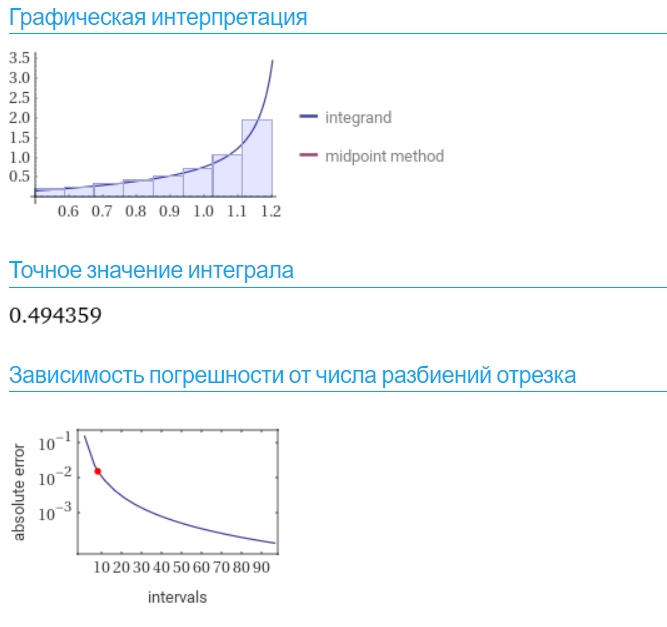 Графическая интерпретация
3.5
3.0
2.5
2.0
1.5
1.0
0.5
0.6 0.7 0.8 0.9 1.0 1.1 1.2
integrand
midpoint method
Точное значение интеграла
0.494359
Зависимость погрешности от числа разбиений отрезка
absolute error
10⁻¹
10⁻²
10⁻³
10 20 30 40 50 60 70 80 90
intervals